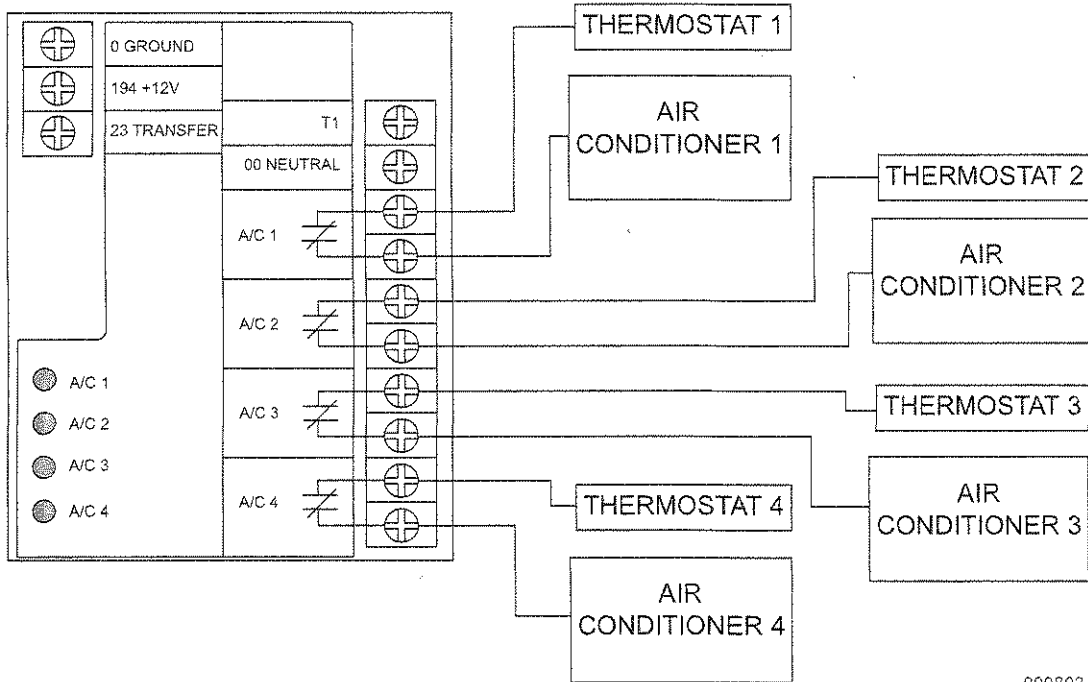 0 GROUND
194 +12V
23 TRANSFER
T1
00 NEUTRAL
A/C 1
A/C 2
A/C 3
A/C 4
A/C 1
A/C 2
A/C 3
A/C 4
THERMOSTAT 1
AIR
CONDITIONER 1
THERMOSTAT 2
AIR
CONDITIONER 2
THERMOSTAT 3
AIR
CONDITIONER 3
THERMOSTAT 4
AIR
CONDITIONER 4